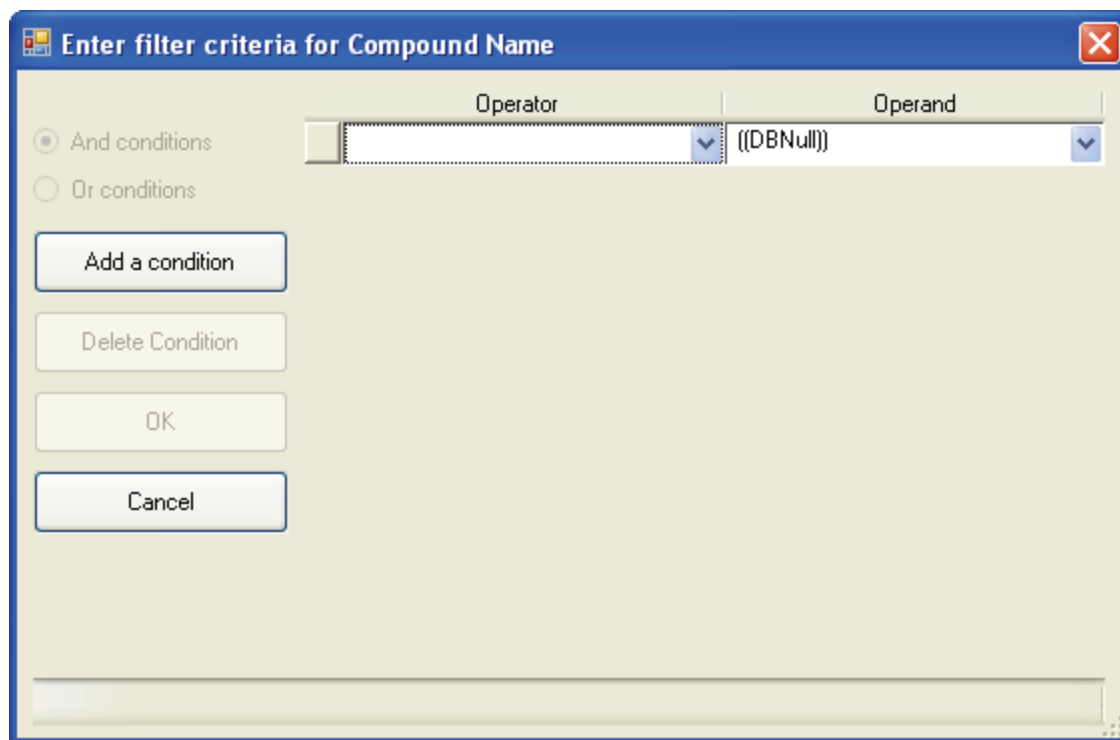 Enter filter criteria for Compound Name
Operator Operand
And conditions
((DBNull))
Or conditions
Add a condition
Delete Condition
OK
Cancel